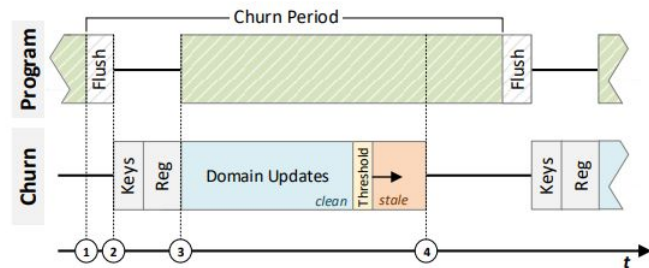 Churn Period
Program
Flush
Flush
Churn
Keys
Reg
Domain Updates
clean
Threshold
stale
Keys
Reg
1
2
3
4
t